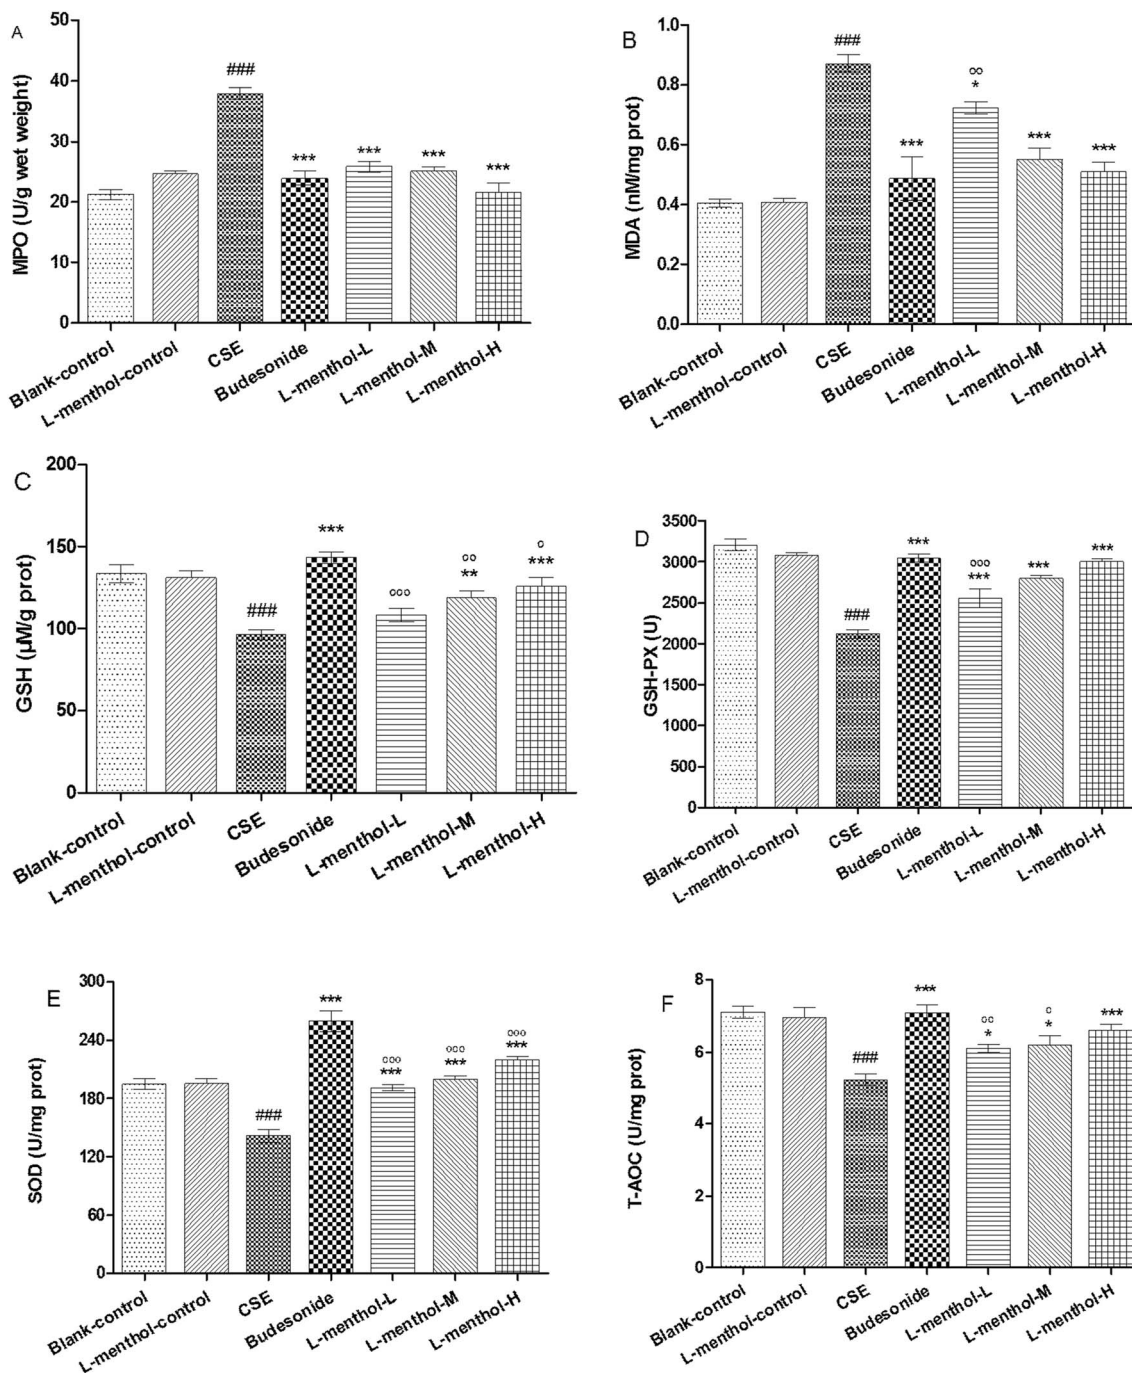 A
MPO (U/g wet weight)
50
40
30
20
10
0
###
***
***
***
***
Blank-control
L-menthol-control
CSE
Budesonide
L-menthol-L
L-menthol-M
L-menthol-H
B
MDA (nM/mg prot)
1.0
0.8
0.6
0.4
0.2
0.0
###
***
oo
*
***
***
Blank-control
L-menthol-control
CSE
Budesonide
L-menthol-L
L-menthol-M
L-menthol-H
C
GSH (µM/g prot)
200
150
100
50
0
###
***
ooo
oo
**
o
***
Blank-control
L-menthol-control
CSE
Budesonide
L-menthol-L
L-menthol-M
L-menthol-H
D
GSH-PX (U)
3500
3000
2500
2000
1500
1000
500
0
###
***
ooo
***
***
***
Blank-control
L-menthol-control
CSE
Budesonide
L-menthol-L
L-menthol-M
L-menthol-H
E
SOD (U/mg prot)
300
240
180
120
60
0
###
***
ooo
***
ooo
***
ooo
***
Blank-control
L-menthol-control
CSE
Budesonide
L-menthol-L
L-menthol-M
L-menthol-H
F
T-AOC (U/mg prot)
8
6
4
2
0
###
***
oo
*
o
*
***
Blank-control
L-menthol-control
CSE
Budesonide
L-menthol-L
L-menthol-M
L-menthol-H